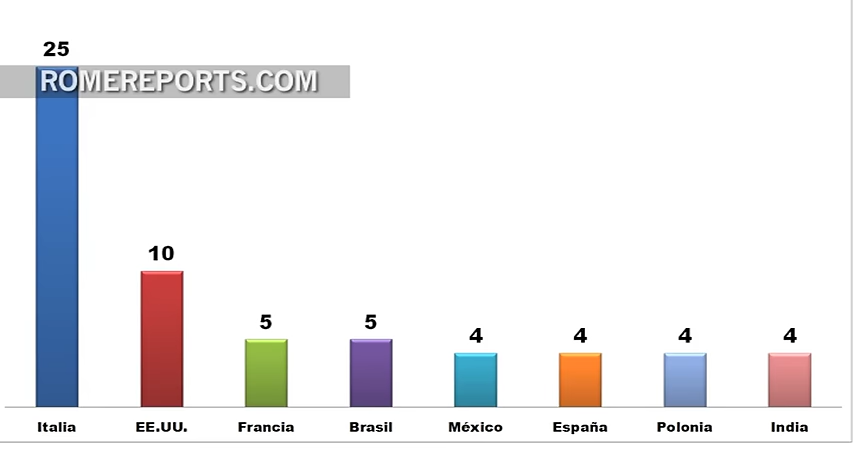 25
ROMEREPORTS.COM
10
5
5
4
4
4
4
Italia
EE.UU.
Francia
Brasil
México
España
Polonia
India